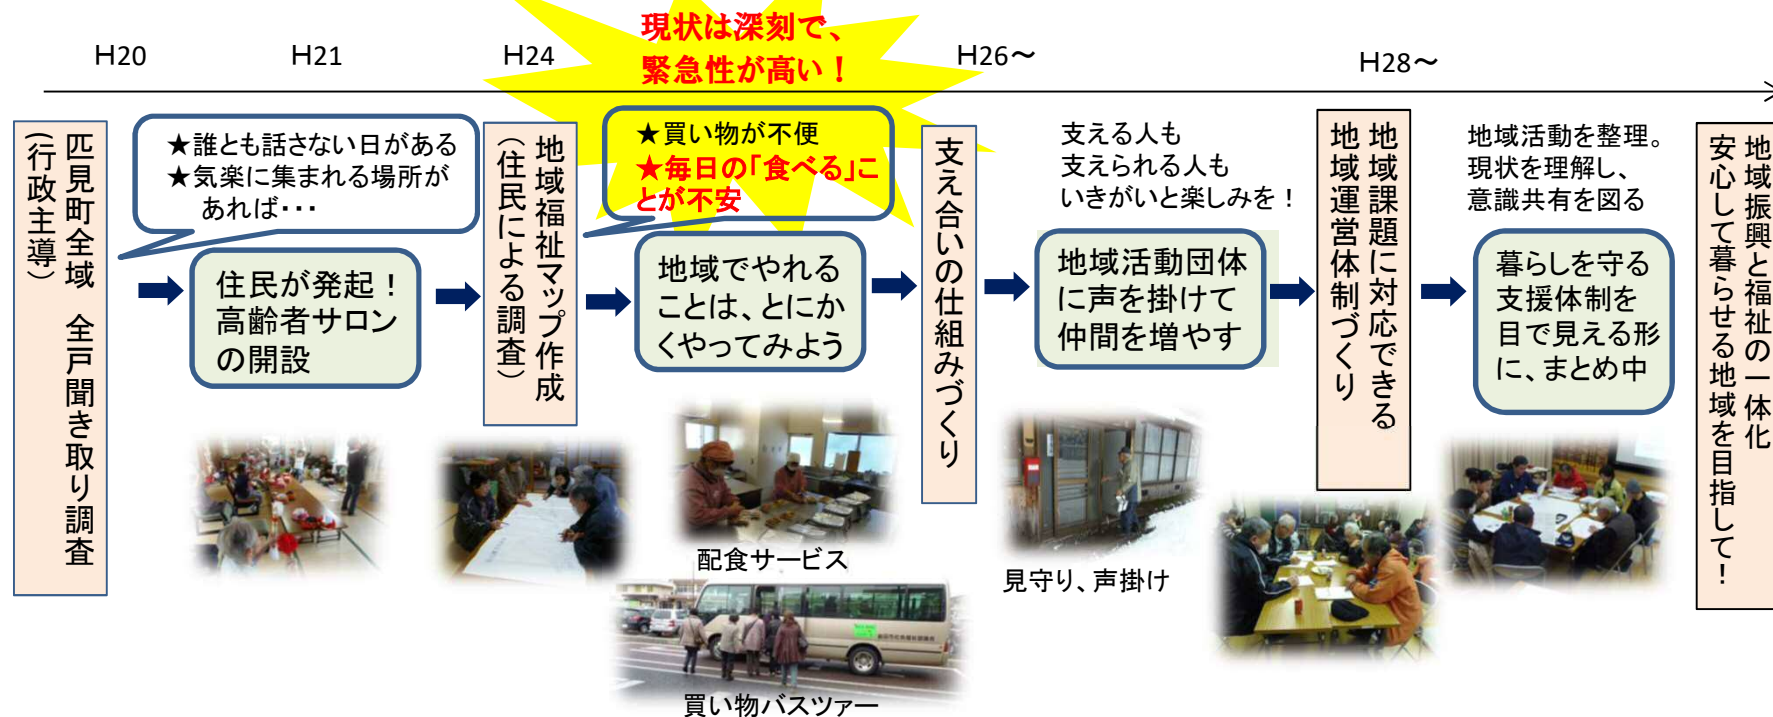 現状は深刻で、
緊急性が高い！
H20
H21
H24
H26～
H28～
匹見町全域　全戸聞き取り調査
（行政主導）
★誰とも話さない日がある
★気楽に集まれる場所が
あれば・・・
住民が発起！
高齢者サロン
の開設
地域福祉マップ作成
（住民による調査）
★買い物が不便
★毎日の「食べる」こ
とが不安
地域でやれる
ことは、とにか
くやってみよう
支え合いの仕組みづくり
支える人も
支えられる人も
いきがいと楽しみを！
地域活動団体
に声を掛けて
仲間を増やす
地域課題に対応できる
地域運営体制づくり
地域活動を整理。
現状を理解し、
意識共有を図る
暮らしを守る
支援体制を
目で見える形
に、まとめ中
地域振興と福祉の一体化
安心して暮らせる地域を目指して！
配食サービス
買い物バスツァー
見守り、声掛け